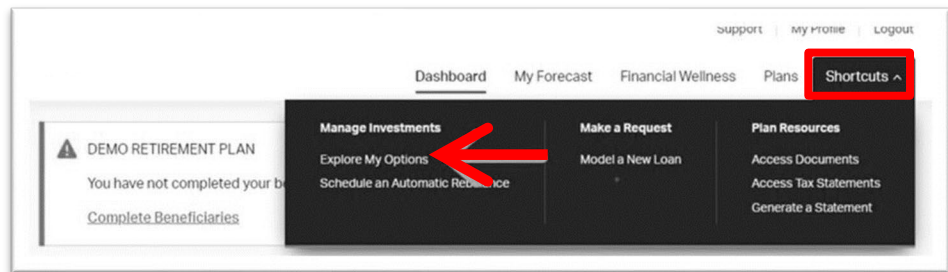 Support My Profile Logout
Dashboard My Forecast Financial Wellness Plans Shortcuts
DEMO RETIREMENT PLAN
You have not completed your be
Complete Beneficiaries
Manage Investments
Explore My Options
Schedule an Automatic Rebalance
Make a Request
Model a New Loan
Plan Resources
Access Documents
Access Tax Statements
Generate a Statement